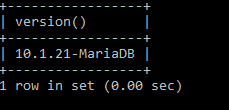 +-----------------+
| version()       |
+-----------------+
| 10.1.21-MariaDB |
+-----------------+
1 row in set (0.00 sec)